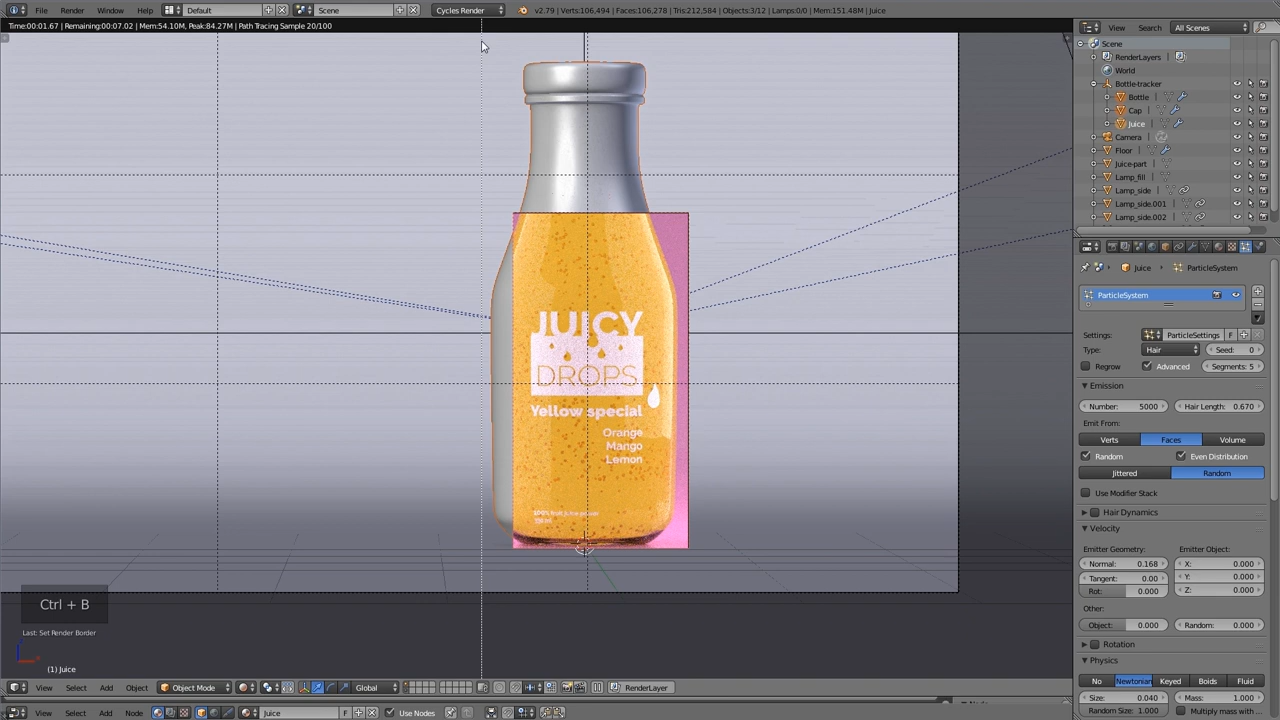 File
Render
Window
Help
Default
Scene
Cycles Render
v2.79 | Verts:106,494 | Faces:106,278 | Tris:212,584 | Objects:3/12 | Lamps:0/0 | Mem:151.48M | Juice
Time:00:01.67 | Remaining:00:07.02 | Mem:54.10M, Peak:84.27M | Path Tracing Sample 20/100
View
Search
All Scenes
Scene
RenderLayers
World
Bottle-tracker
Bottle
Cap
Juice
Camera
Floor
Juice-part
Lamp_fill
Lamp_side
Lamp_side.001
Lamp_side.002
JUICY
DROPS
Yellow special
Orange
Mango
Lemon
Juice
ParticleSystem
ParticleSystem
Settings:
ParticleSettings
F
Type:
Hair
Seed: 0
Regrow
Advanced
Segments: 5
Emission
Number: 5000
Hair Length: 0.670
Emit From:
Verts
Faces
Volume
Random
Even Distribution
Jittered
Random
Use Modifier Stack
Hair Dynamics
Velocity
Emitter Geometry:
Emitter Object:
Normal: 0.168
X: 0.000
Tangent: 0.00
Y: 0.000
Rot: 0.000
Z: 0.000
Other:
Object: 0.000
Random: 0.000
Rotation
Physics
No
Newtonian
Keyed
Boids
Fluid
Size: 0.040
Mass: 1.000
Random Size: 1.000
Multiply mass with ...
Ctrl + B
Last: Set Render Border
(1) Juice
View
Select
Add
Object
Object Mode
Global
RenderLayer
View
Select
Add
Node
Juice
F
Use Nodes